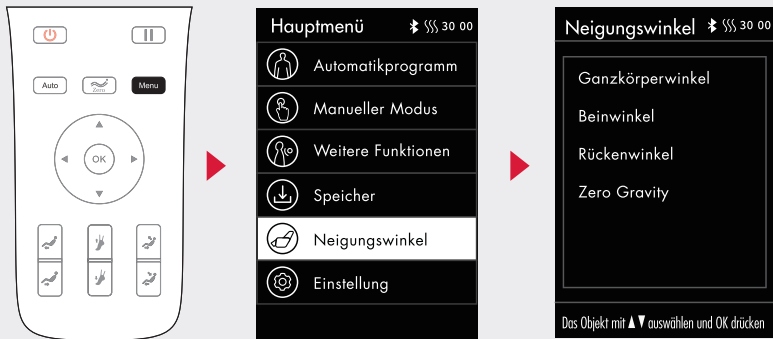 Auto
Zero
Menu
OK
Hauptmenü 30 00
Automatikprogramm
Manueller Modus
Weitere Funktionen
Speicher
Neigungswinkel
Einstellung
Neigungswinkel 30 00
Ganzkörperwinkel
Beinwinkel
Rückenwinkel
Zero Gravity
Das Objekt mit ▲▼ auswählen und OK drücken